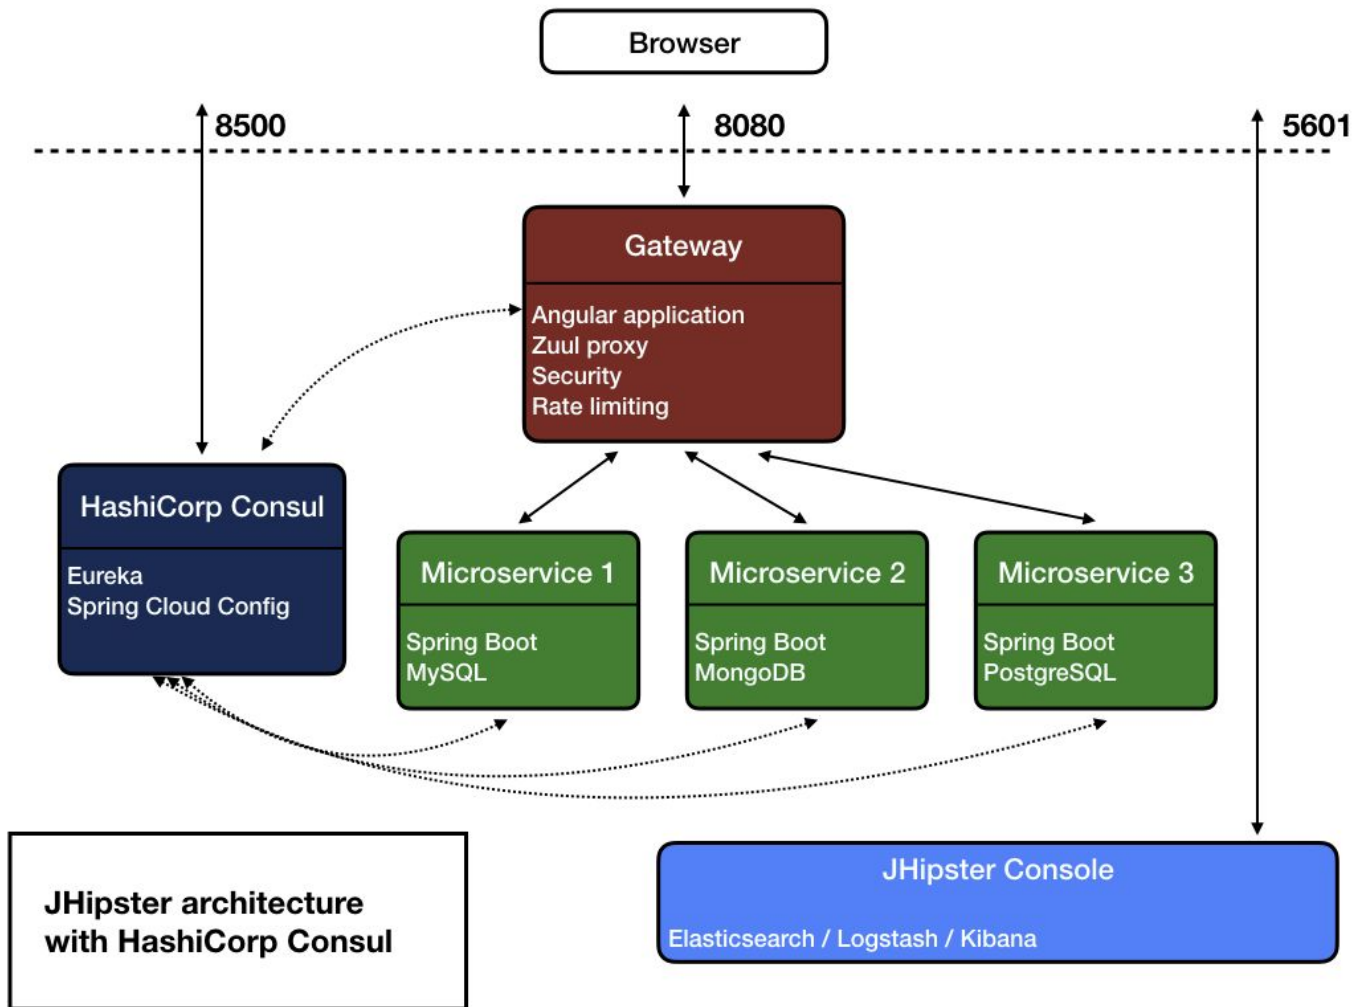 Browser
8500
8080
5601
Gateway
Angular application
Zuul proxy
Security
Rate limiting
HashiCorp Consul
Eureka
Spring Cloud Config
Microservice 1
Spring Boot
MySQL
Microservice 2
Spring Boot
MongoDB
Microservice 3
Spring Boot
PostgreSQL
JHipster architecture
with HashiCorp Consul
JHipster Console
Elasticsearch / Logstash / Kibana